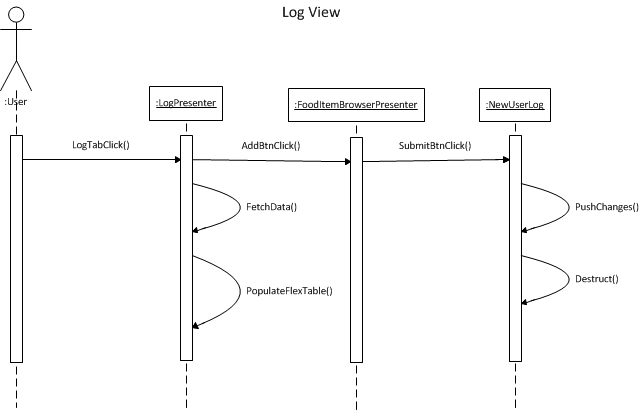 Log View
:User
:LogPresenter
:FoodItemBrowserPresenter
:NewUserLog
LogTabClick()
AddBtnClick()
SubmitBtnClick()
FetchData()
PushChanges()
PopulateFlexTable()
Destruct()